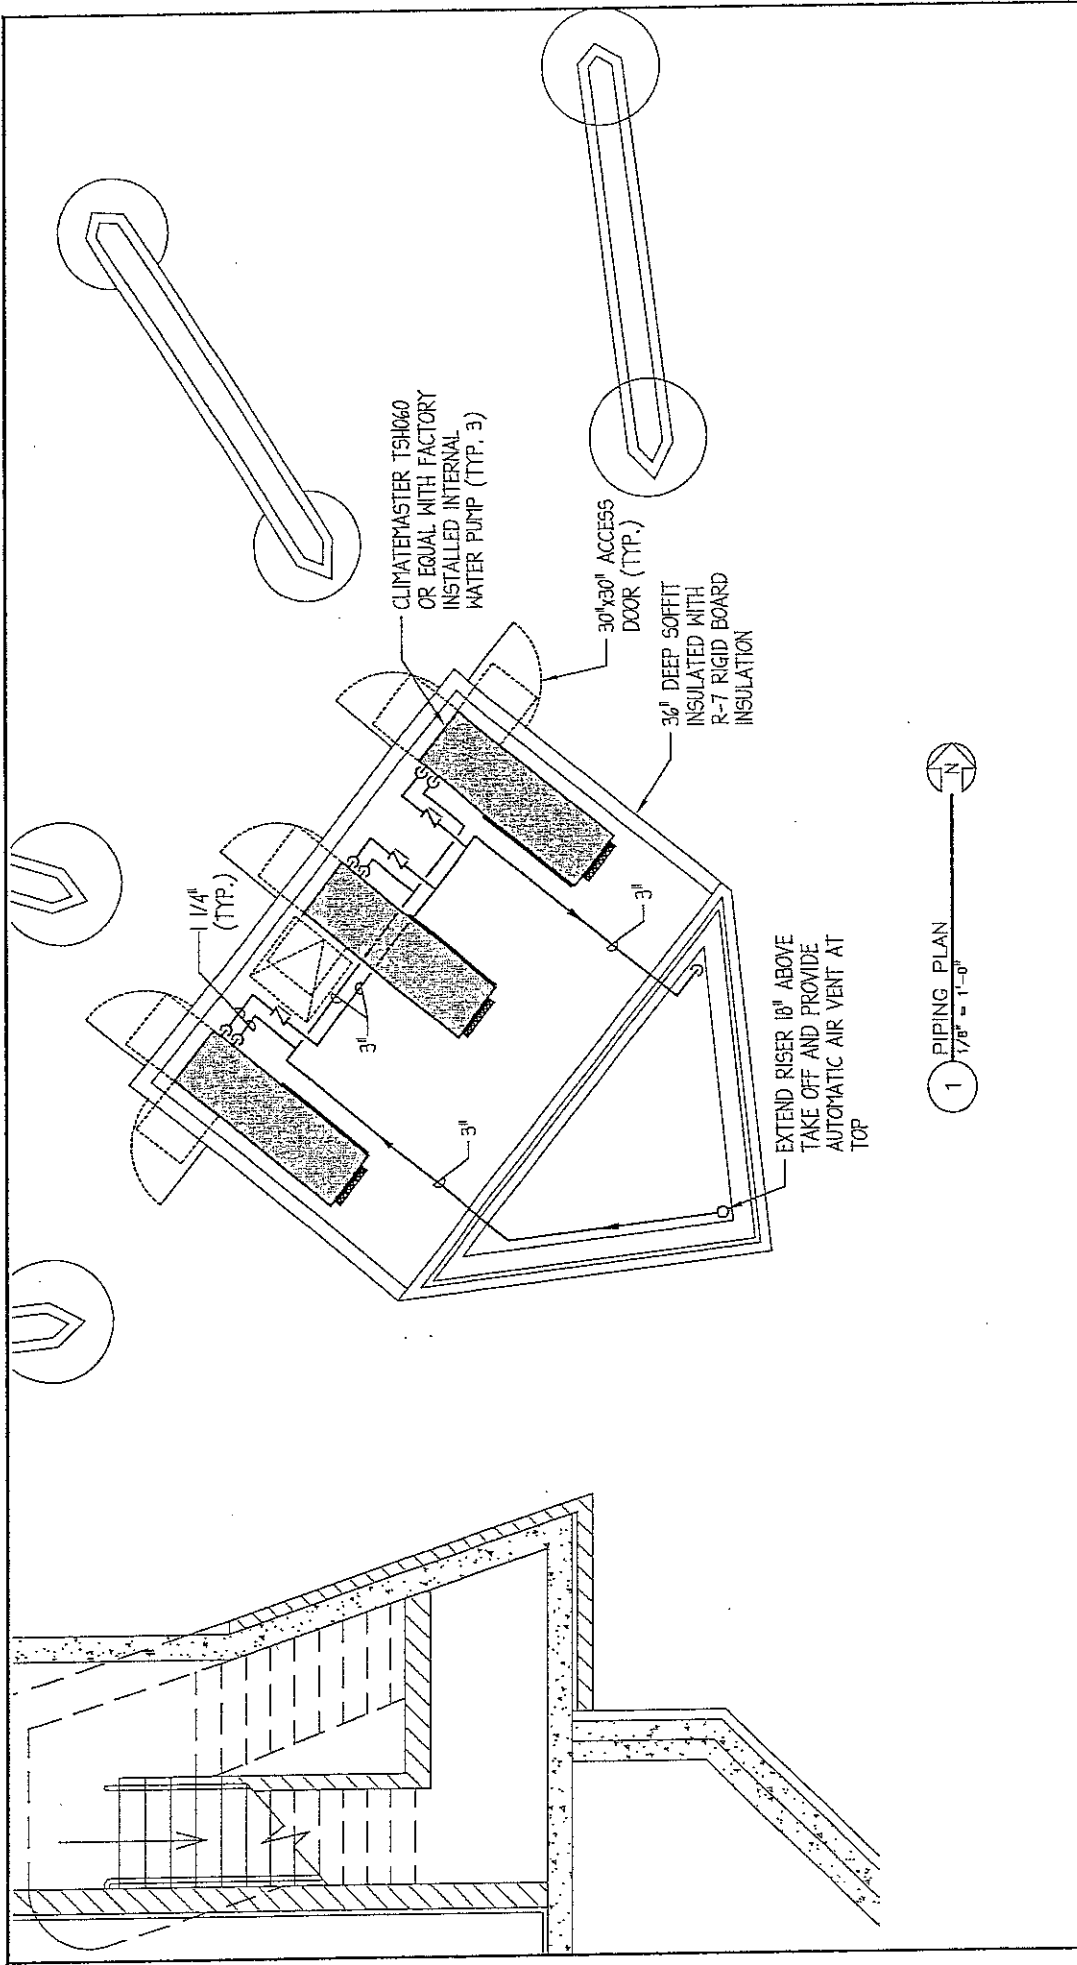 CLIMATEMASTER TSH060
OR EQUAL WITH FACTORY
INSTALLED INTERNAL
WATER PUMP (TYP. 3)
30"x30" ACCESS
DOOR (TYP.)
36" DEEP SOFFIT
INSULATED WITH
R-7 RIGID BOARD
INSULATION
1 1/4"
(TYP.)
3"
3"
3"
EXTEND RISER 18" ABOVE
TAKE OFF AND PROVIDE
AUTOMATIC AIR VENT AT
TOP
1
PIPING PLAN
1/8" = 1'-0"
N